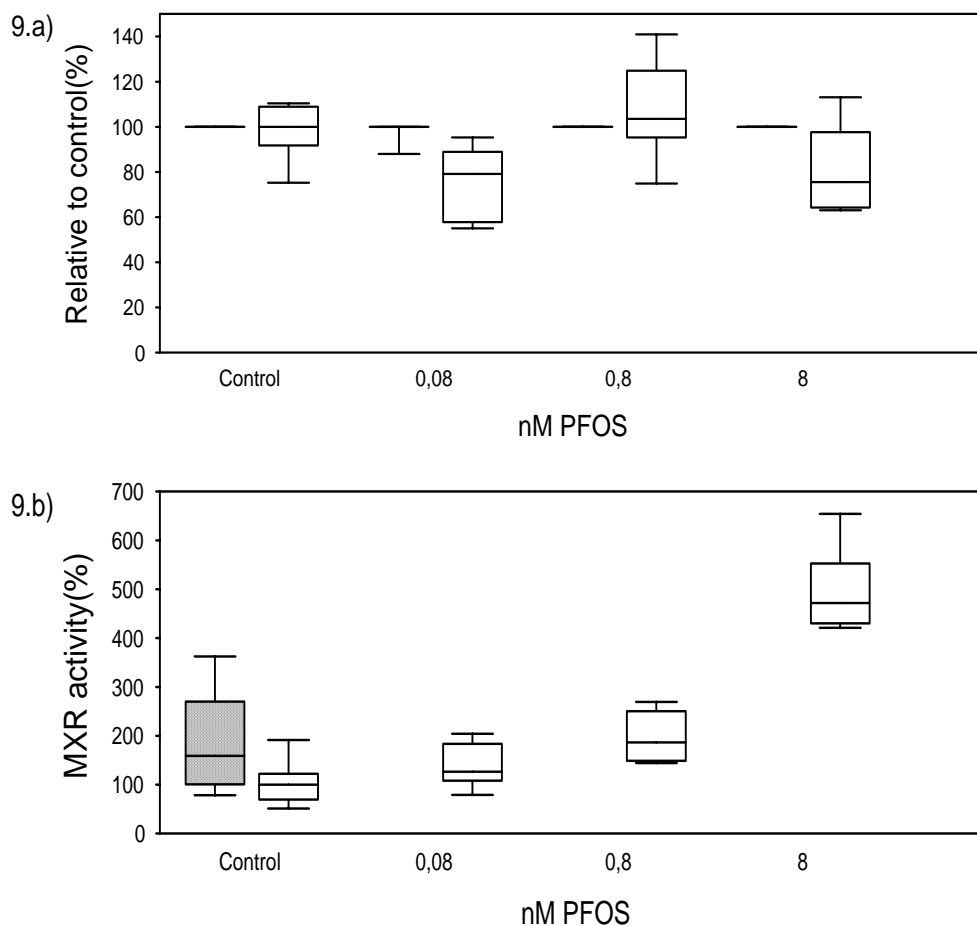 9.a)
Relative to control(%)
140
120
100
80
60
40
20
0
Control 0,08 0,8 8
nM PFOS
9.b)
MXR activity(%)
700
600
500
400
300
200
100
0
Control 0,08 0,8 8
nM PFOS